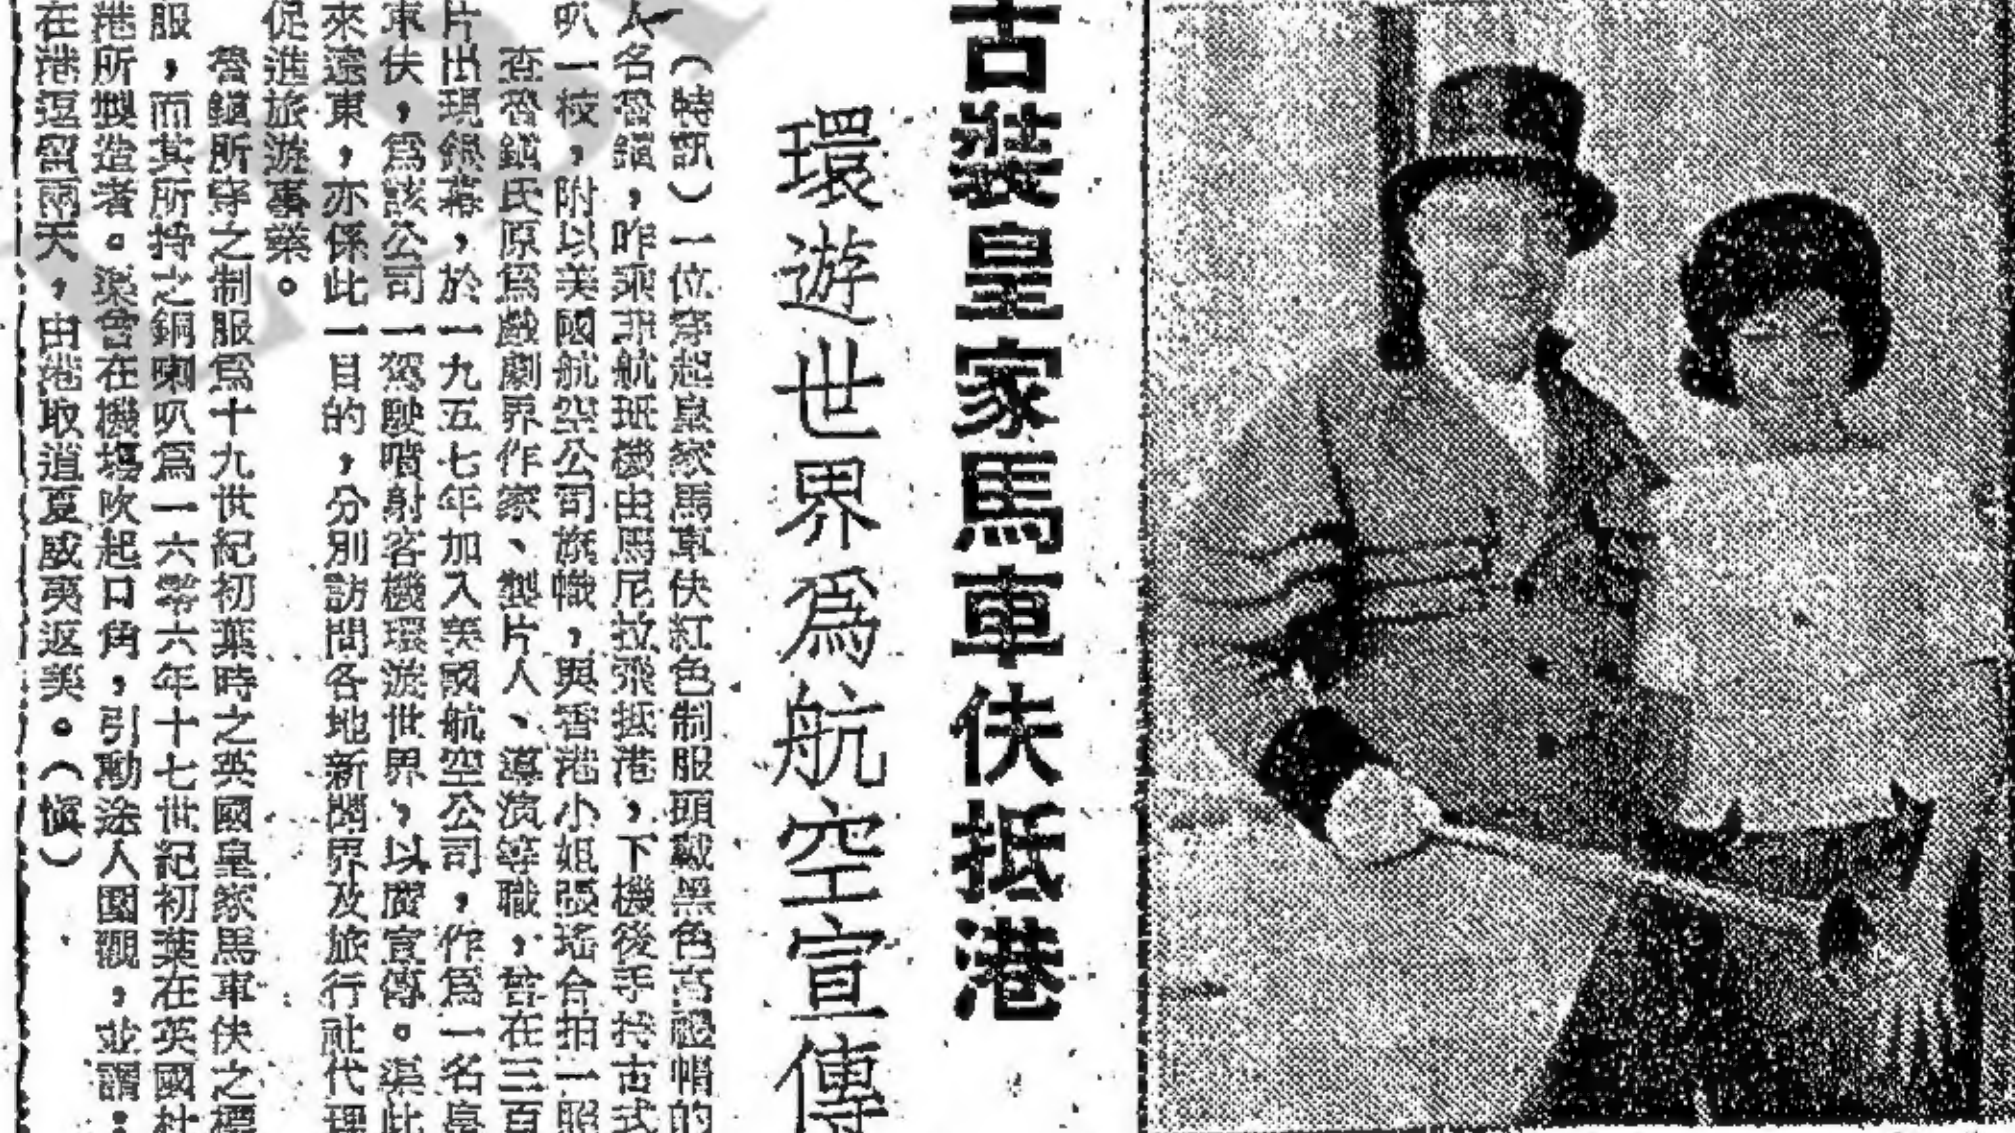 古裝皇家馬車伕抵港
環遊世界爲航空宣傳
(特訊)一位穿起皇家馬車伕紅色制服頭戴黑色高禮帽的
人名魯鎖,昨乘菲航班機由馬尼拉飛抵港,下機後手持古式
叭一校,附以美國航空公司旗幟,與香港小姐張瑤合拍一照
查魯鎖氏原爲戲劇界作家、製片人、導演等職,曾在三百
片出現銀幕,於一九五七年加入美國航空公司,作爲一名皇
車伕,爲該公司一駕駛噴射客機環遊世界,以廣宣傳。渠此
來遠東,亦係此一目的,分別訪問各地新聞界及旅行社代理
促進旅遊事業。
魯鎖所穿之制服爲十九世紀初葉時之英國皇家馬車伕之標
服,而其所持之銅喇叭爲一六零六年十七世紀初葉在英國杜
港所製造者。渠曾在機場吹起口角,引動途人圍觀,並謂:
在港逗留兩天,由港取道夏威夷返美。(慎)